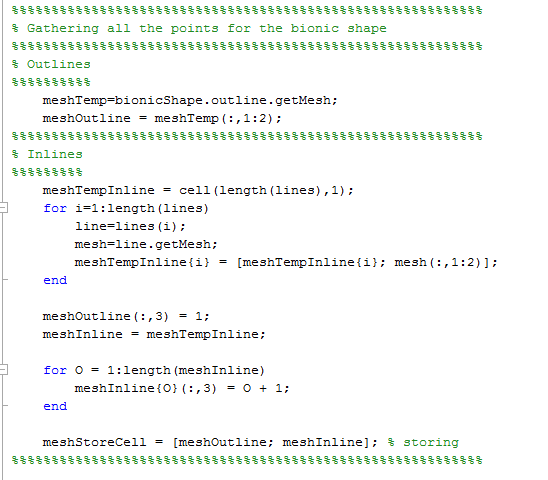 %%%%%%%%%%%%%%%%%%%%%%%%%%%%%%%%%%%%%%%%%%%%%%%%%%%%%%%%%%%
% Gathering all the points for the bionic shape
%%%%%%%%%%%%%%%%%%%%%%%%%%%%%%%%%%%%%%%%%%%%%%%%%%%%%%%%%%%
% Outlines
%%%%%%%%%%
    meshTemp=bionicShape.outline.getMesh;
    meshOutline = meshTemp(:,1:2);
%%%%%%%%%%%%%%%%%%%%%%%%%%%%%%%%%%%%%%%%%%%%%%%%%%%%%%%%%%%
% Inlines
%%%%%%%%%
    meshTempInline = cell(length(lines),1);
    for i=1:length(lines)
        line=lines(i);
        mesh=line.getMesh;
        meshTempInline{i} = [meshTempInline{i}; mesh(:,1:2)];
    end
    meshOutline(:,3) = 1;
    meshInline = meshTempInline;
    for O = 1:length(meshInline)
        meshInline{O}(:,3) = O + 1;
    end
    meshStoreCell = [meshOutline; meshInline]; % storing
%%%%%%%%%%%%%%%%%%%%%%%%%%%%%%%%%%%%%%%%%%%%%%%%%%%%%%%%%%%